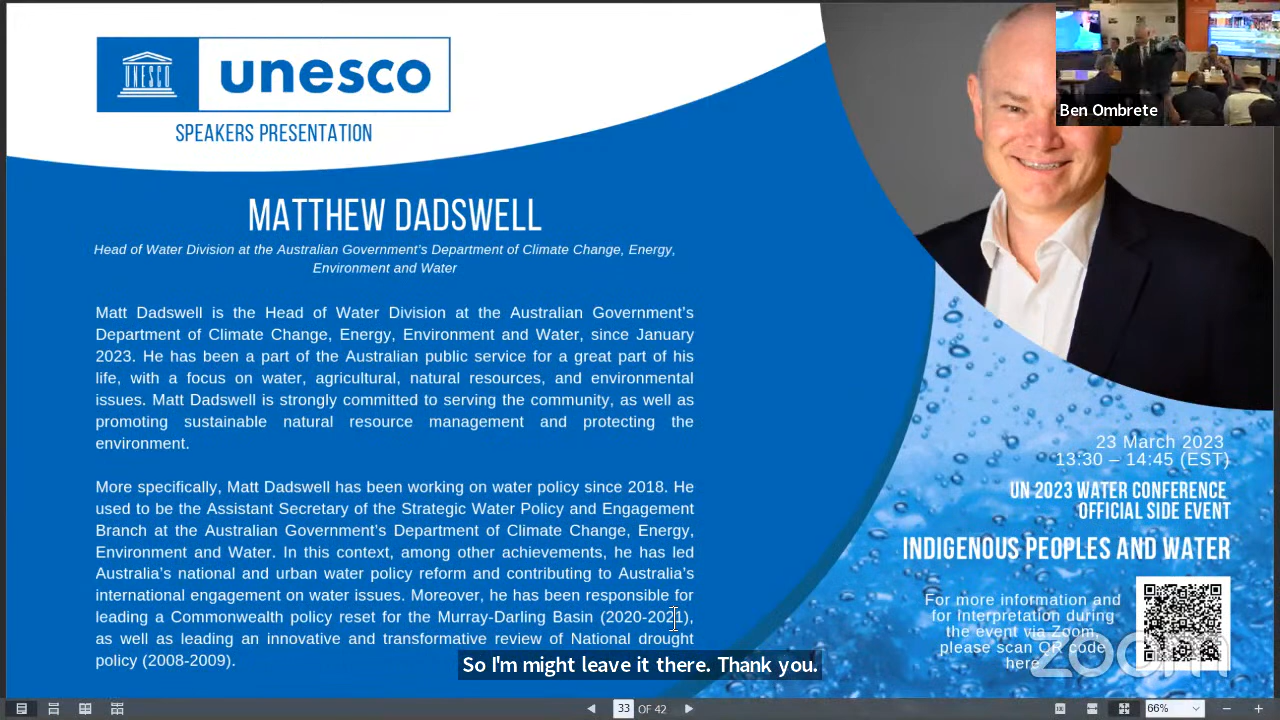 UNESCO
unesco
SPEAKERS PRESENTATION
MATTHEW DADSWELL
Head of Water Division at the Australian Government's Department of Climate Change, Energy,
Environment and Water
Matt Dadswell is the Head of Water Division at the Australian Government's
Department of Climate Change, Energy, Environment and Water, since January
2023. He has been a part of the Australian public service for a great part of his
life, with a focus on water, agricultural, natural resources, and environmental
issues. Matt Dadswell is strongly committed to serving the community, as well as
promoting sustainable natural resource management and protecting the
environment.
More specifically, Matt Dadswell has been working on water policy since 2018. He
used to be the Assistant Secretary of the Strategic Water Policy and Engagement
Branch at the Australian Government's Department of Climate Change, Energy,
Environment and Water. In this context, among other achievements, he has led
Australia's national and urban water policy reform and contributing to Australia's
international engagement on water issues. Moreover, he has been responsible for
leading a Commonwealth policy reset for the Murray-Darling Basin (2020-2021),
as well as leading an innovative and transformative review of National drought
policy (2008-2009).
Ben Ombrete
23 March 2023
13:30 – 14:45 (EST)
UN 2023 WATER CONFERENCE
OFFICIAL SIDE EVENT
INDIGENOUS PEOPLES AND WATER
For more information and
for Interpretation during
the event via Zoom,
please scan QR code
here
zoom
So I'm might leave it there. Thank you.
33 OF 42
66%